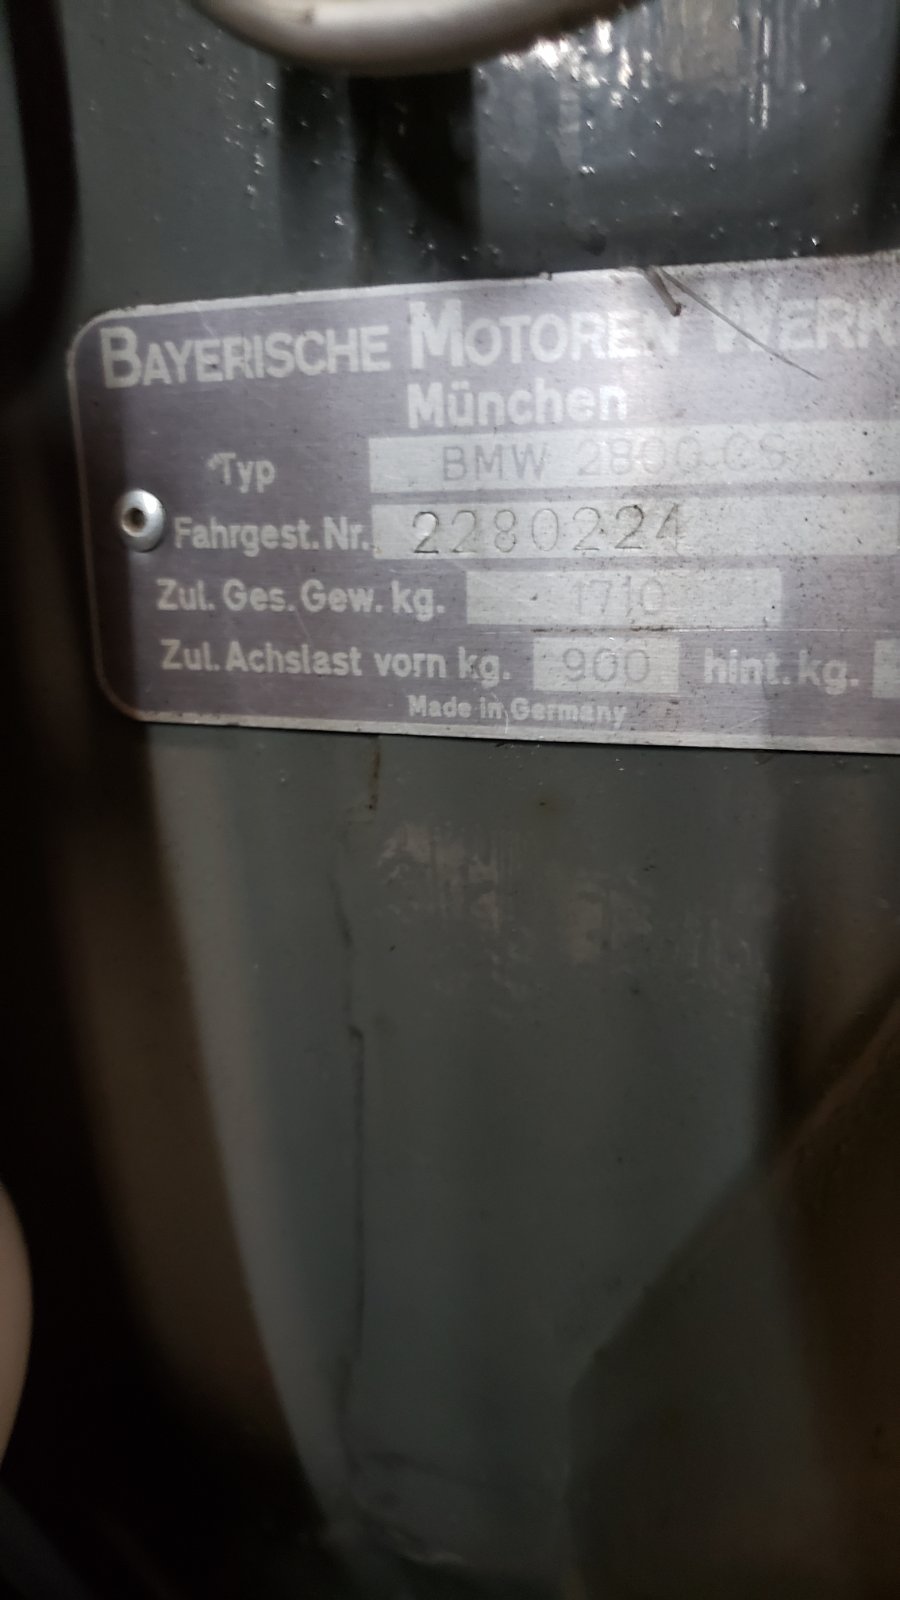 BAYERISCHE MOTOREN WERK
München
Typ BMW 2800 CS
Fahrgest. Nr. 2280224
Zul. Ges. Gew. kg. 1710
Zul. Achslast vorn kg. 900 hint. kg.
Made in Germany